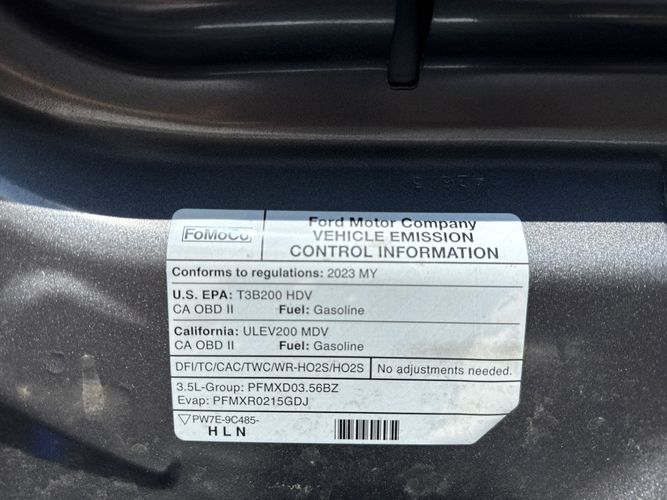 FoMoCo
Ford Motor Company
VEHICLE EMISSION
CONTROL INFORMATION
Conforms to regulations: 2023 MY
U.S. EPA: T3B200 HDV
CA OBD II Fuel: Gasoline
California: ULEV200 MDV
CA OBD II Fuel: Gasoline
DFI/TC/CAC/TWC/WR-HO2S/HO2S
No adjustments needed.
3.5L-Group: PFMXD03.56BZ
Evap: PFMXR0215GDJ
PW7E-9C485-
HLN